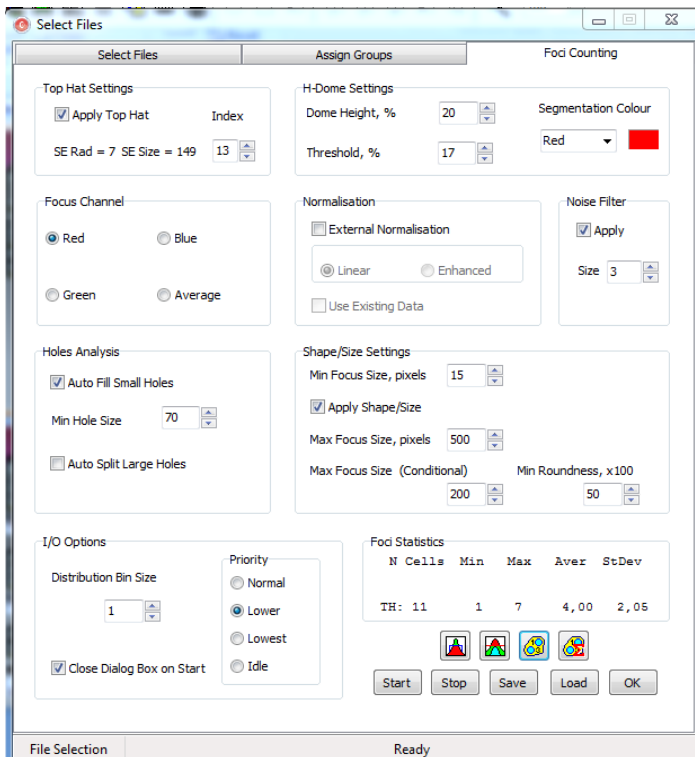 Select Files
Select Files Assign Groups Foci Counting
Top Hat Settings
Apply Top Hat Index
SE Rad = 7 SE Size = 149 13
H-Dome Settings
Dome Height, % 20 Segmentation Colour
Threshold, % 17 Red
Focus Channel
Red Blue
Green Average
Normalisation
External Normalisation
Linear Enhanced
Use Existing Data
Noise Filter
Apply
Size 3
Holes Analysis
Auto Fill Small Holes
Min Hole Size 70
Auto Split Large Holes
Shape/Size Settings
Min Focus Size, pixels 15
Apply Shape/Size
Max Focus Size, pixels 500
Max Focus Size (Conditional) Min Roundness, x100
200 50
I/O Options
Distribution Bin Size
1
Close Dialog Box on Start
Priority
Normal
Lower
Lowest
Idle
Foci Statistics
N Cells Min Max Aver StDev
TH: 11 1 7 4,00 2,05
Start Stop Save Load OK
File Selection Ready